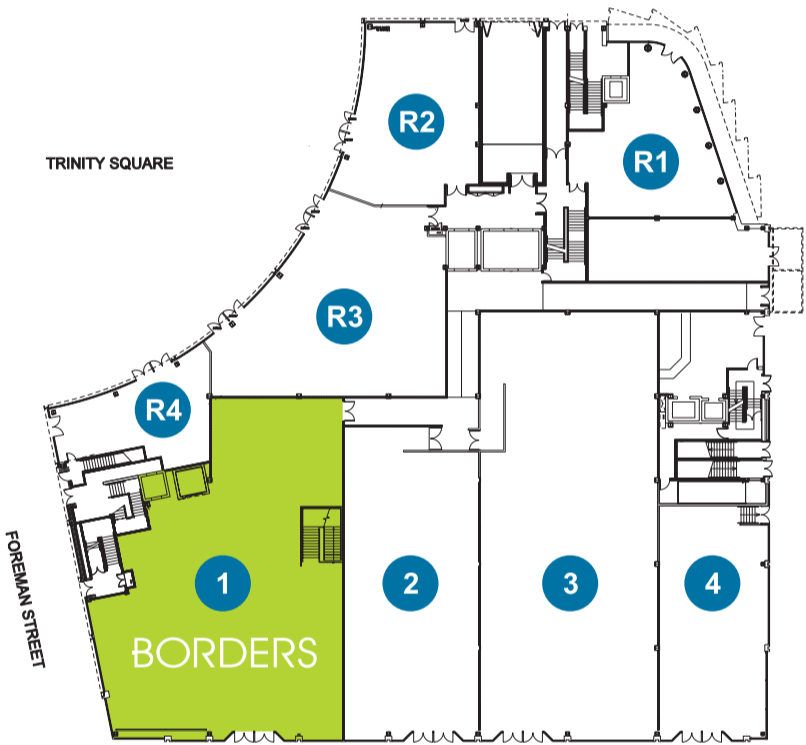 R2
TRINITY SQUARE
R1
R3
R4
FOREMAN STREET
1
2
3
4
BORDERS